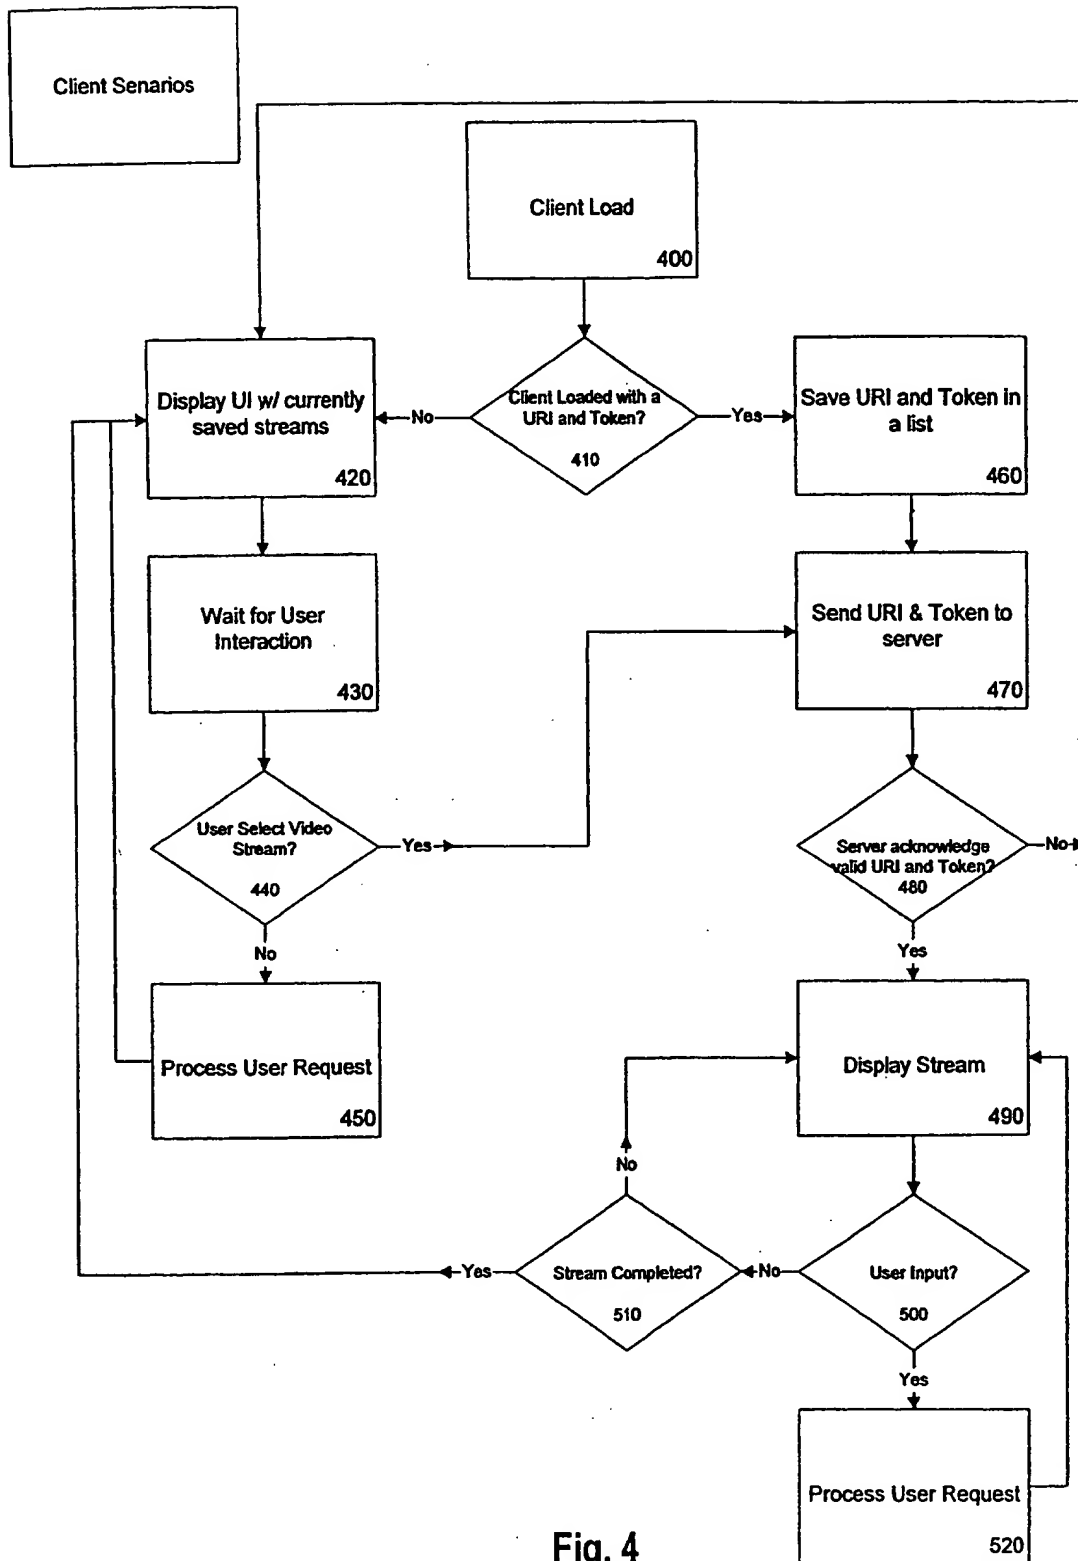 Client Senarios
Client Load
400
Client Loaded with a
URI and Token?
410
No
Yes
Display UI w/ currently
saved streams
420
Save URI and Token in
a list
460
Wait for User
Interaction
430
Send URI & Token to
server
470
User Select Video
Stream?
440
Yes
No
Server acknowledge
valid URI and Token?
480
No
Yes
Process User Request
450
Display Stream
490
No
Yes
Stream Completed?
510
No
User Input?
500
Yes
Process User Request
520
Fig. 4